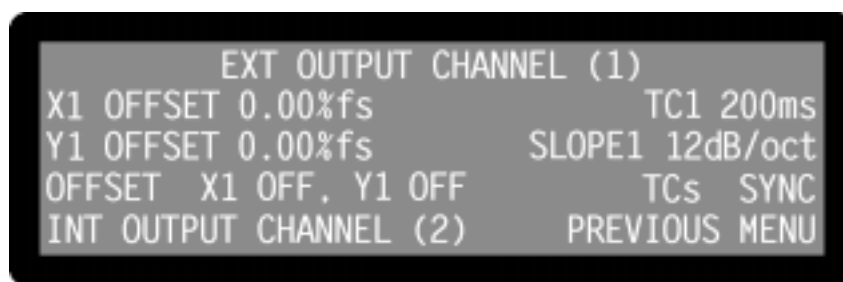 EXT OUTPUT CHANNEL (1)
X1 OFFSET 0.00%fs TC1 200ms
Y1 OFFSET 0.00%fs SLOPE1 12dB/oct
OFFSET X1 OFF, Y1 OFF TCs SYNC
INT OUTPUT CHANNEL (2) PREVIOUS MENU